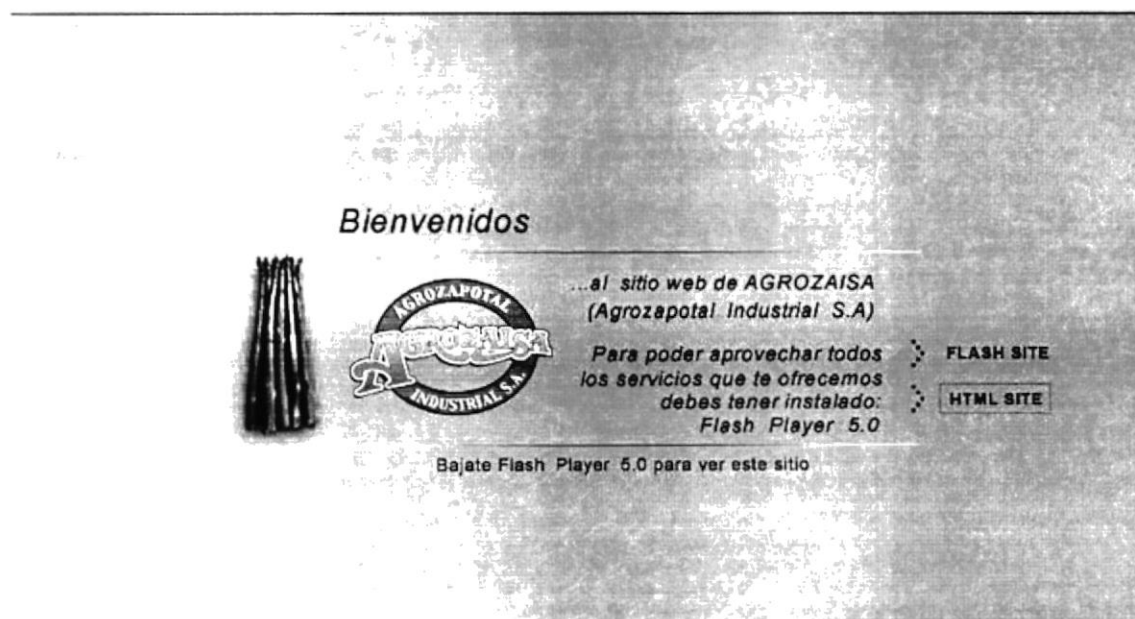 Bienvenidos
...al sitio web de AGROZAISA
(Agrozapotal Industrial S.A)
AGROZAPOTAL
AGROZAISA
INDUSTRIAL S.A.
Para poder aprovechar todos
los servicios que te ofrecemos
debes tener instalado:
Flash Player 5.0
FLASH SITE
HTML SITE
Bajate Flash Player 5.0 para ver este sitio